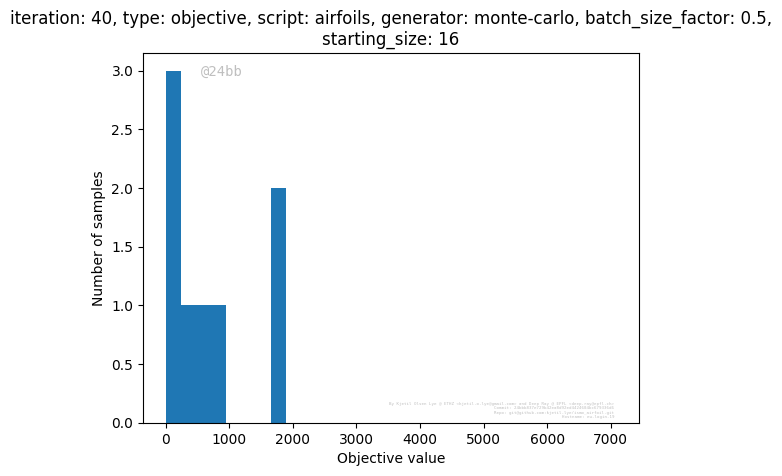 iteration: 40, type: objective, script: airfoils, generator: monte-carlo, batch_size_factor: 0.5,
starting_size: 16
@24bb
3.0
2.5
2.0
1.5
1.0
0.5
0.0
Number of samples
0 1000 2000 3000 4000 5000 6000 7000
Objective value